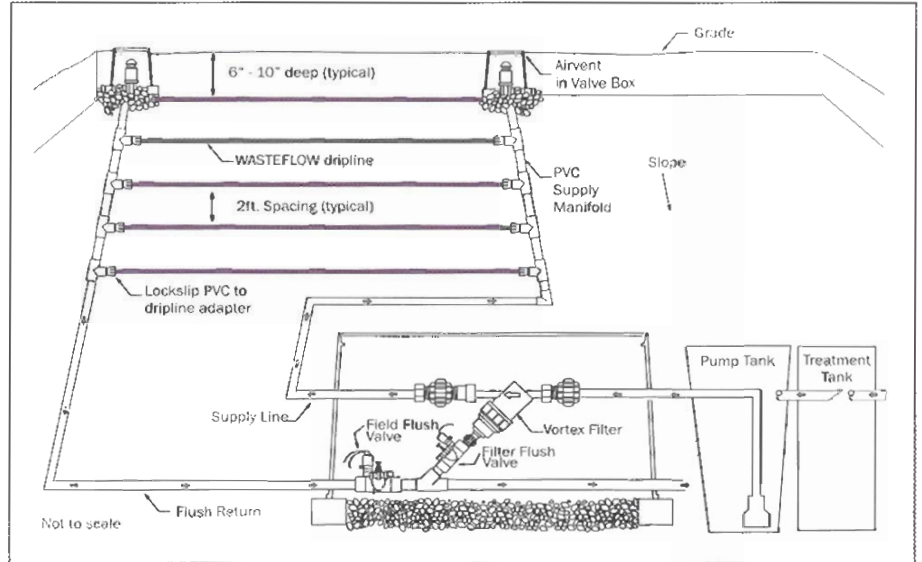 Grade
6" - 10" deep (typical)
Airvent
in Valve Box
WASTEFLOW dripline
Slope
PVC
Supply
Manifold
2ft. Spacing (typical)
Lockslip PVC to
dripline adapter
Pump Tank
Treatment
Tank
Supply Line
Field Flush
Valve
Vortex Filter
Filter Flush
Valve
Flush Return
Not to scale